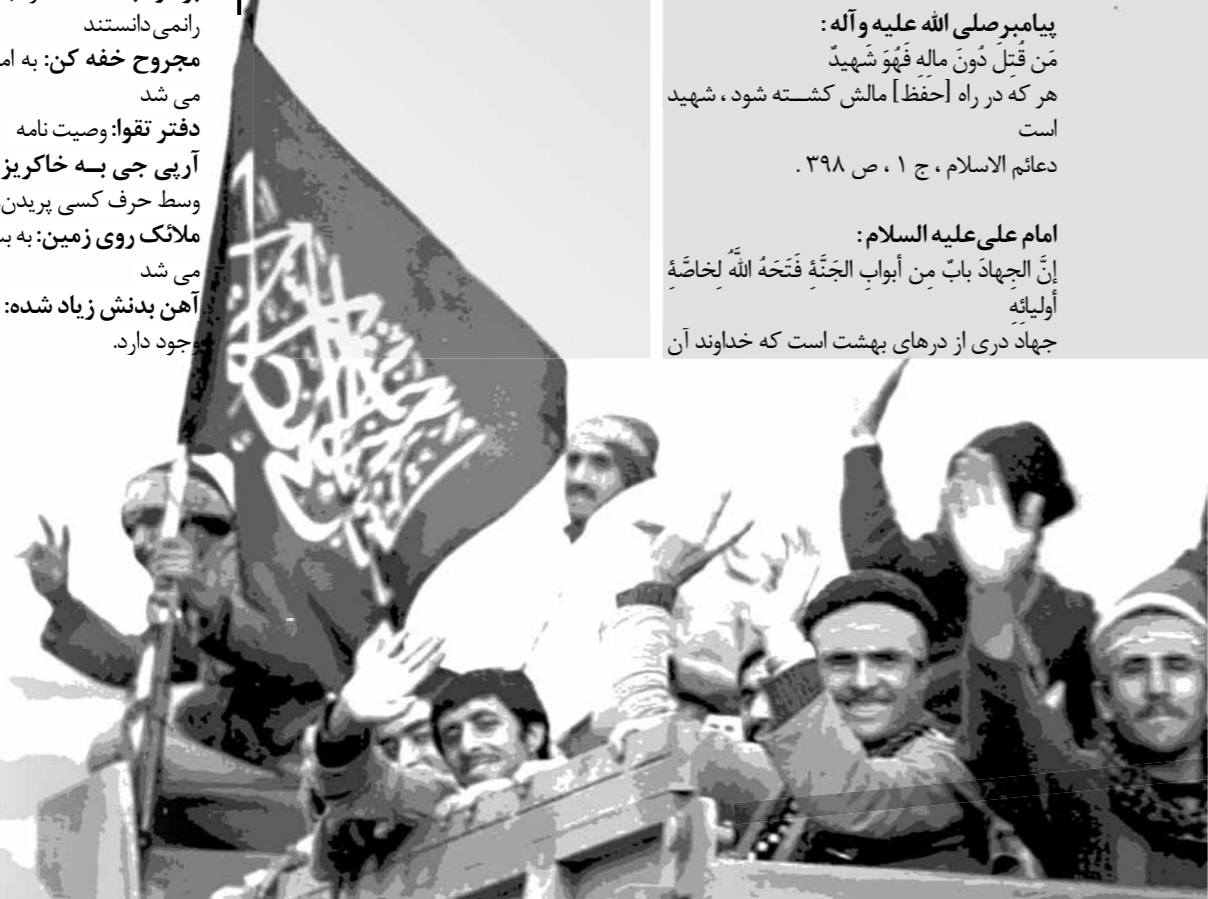 پیامبرصلی الله علیه وآله :
مَن قُتِلَ دُونَ مالِهِ فَهُوَ شَهیدٌ
هر که در راه [حفظ] مالش کشـــته شود ، شهید
است
دعائم الاسلام ، ج ۱ ، ص ۳۹۸ .
امام علی علیه السلام :
إنَّ الجِهادَ بابٌ مِن أبوابِ الجَنَّةِ فَتَحَهُ اللَّهُ لِخاصَّةِ
أولیائِهِ
جهاد دری از درهای بهشت است که خداوند آن
رانمی‌دانستند
مجروح خفه کن: به
می شد
دفتر تقوا: وصیت نامه
آرپی جی بــه خاکریز
وسط حرف کسی پریدن
ملائک روی زمین: به
می شد
آهن بدنش زیاد شده:
وجود دارد.